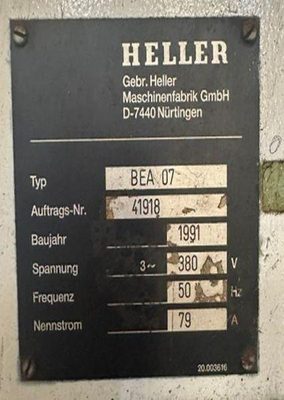 HELLER
Gebr. Heller
Maschinenfabrik GmbH
D-7440 Nürtingen
Typ BEA 07
Auftrags-Nr. 41918
Baujahr 1991
Spannung 3~ 380 V
Frequenz 50 Hz
Nennstrom 79 A
20.003616